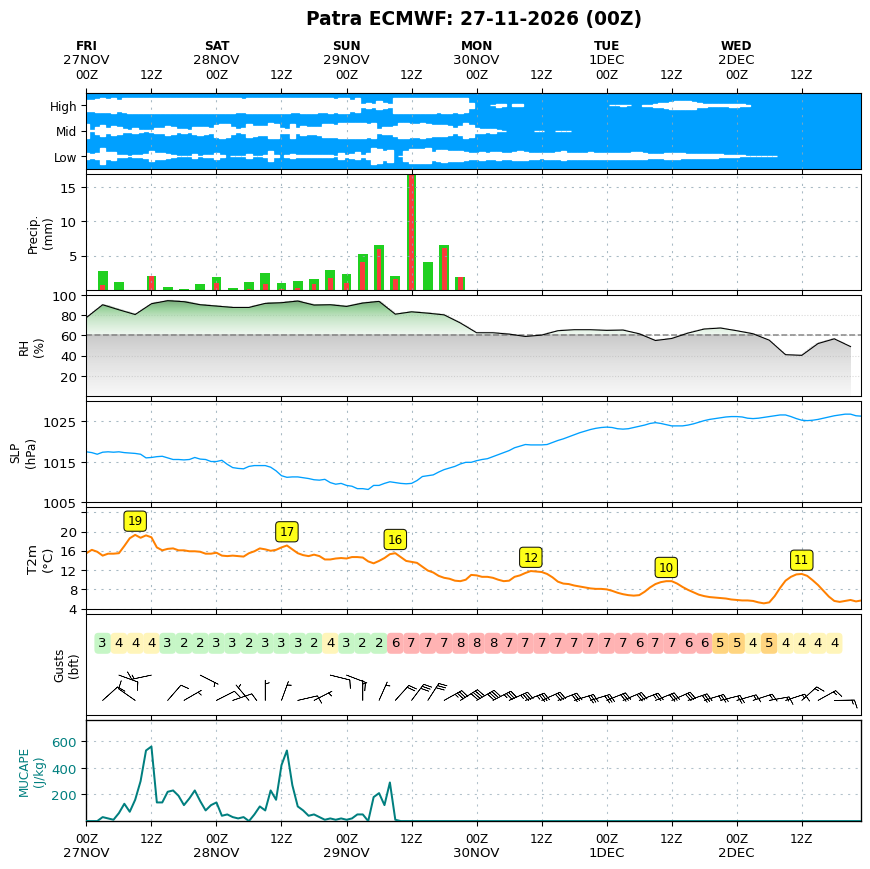 Patra ECMWF: 27-11-2026 (00Z)
FRI SAT SUN MON TUE WED
27NOV 28NOV 29NOV 30NOV 1DEC 2DEC
00Z 12Z 00Z 12Z 00Z 12Z 00Z 12Z 00Z 12Z 00Z 12Z
High
Mid
Low
Precip.
(mm)
15
10
5
RH
(%)
100
80
60
40
20
SLP
(hPa)
1025
1015
1005
T2m
(°C)
20
16
12
8
4
19 17 16 12 10 11
Gusts
(bft)
3 4 4 4 3 2 2 3 3 2 3 3 3 2 4 3 2 2 6 7 7 7 8 8 8 7 7 7 7 7 7 7 7 6 7 7 6 6 5 5 4 5 4 4 4 4
MUCAPE
(J/kg)
600
400
200
00Z 12Z 00Z 12Z 00Z 12Z 00Z 12Z 00Z 12Z 00Z 12Z
27NOV 28NOV 29NOV 30NOV 1DEC 2DEC